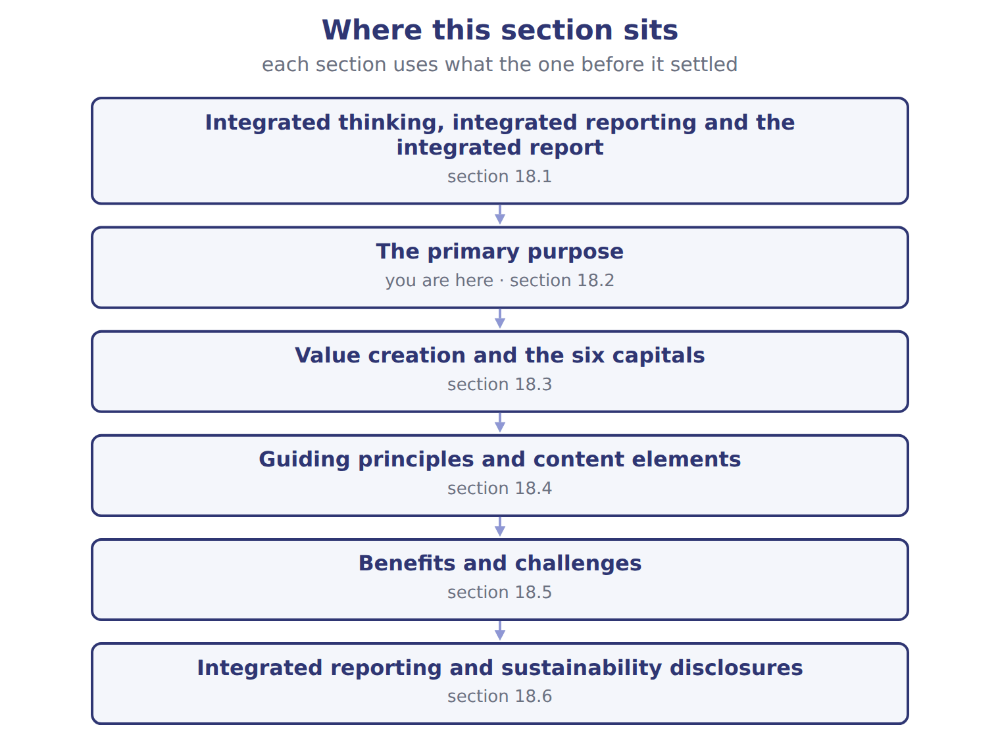 Where this section sits
each section uses what the one before it settled
Integrated thinking, integrated reporting and the
integrated report
section 18.1
The primary purpose
you are here · section 18.2
Value creation and the six capitals
section 18.3
Guiding principles and content elements
section 18.4
Benefits and challenges
section 18.5
Integrated reporting and sustainability disclosures
section 18.6